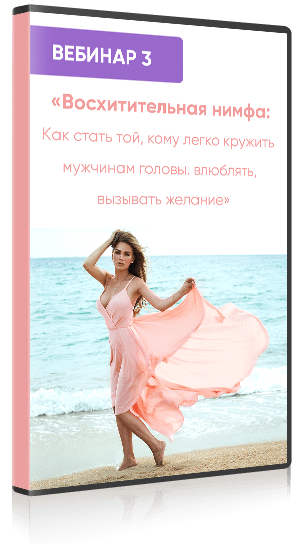 ВЕБИНАР 3
«Восхитительная нимфа:
Как стать той, кому легко кружить
мужчинам головы. влюблять,
вызывать желание»